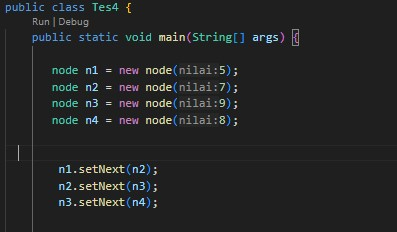 public class Tes4 {
Run | Debug
public static void main(String[] args) {
node n1 = new node(nilai:5);
node n2 = new node(nilai:7);
node n3 = new node(nilai:9);
node n4 = new node(nilai:8);
n1.setNext(n2);
n2.setNext(n3);
n3.setNext(n4);